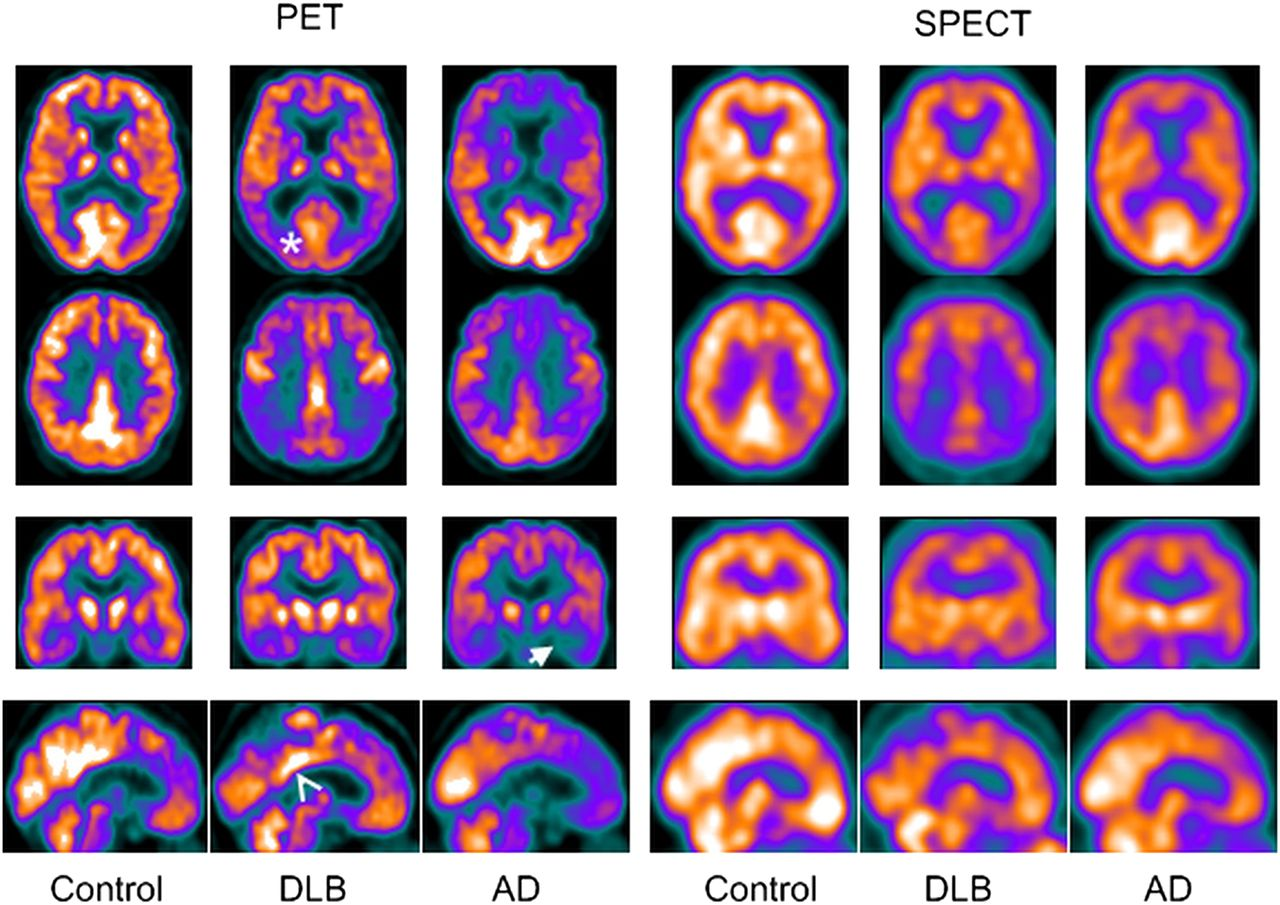 PET
SPECT
*
Control
DLB
AD
Control
DLB
AD